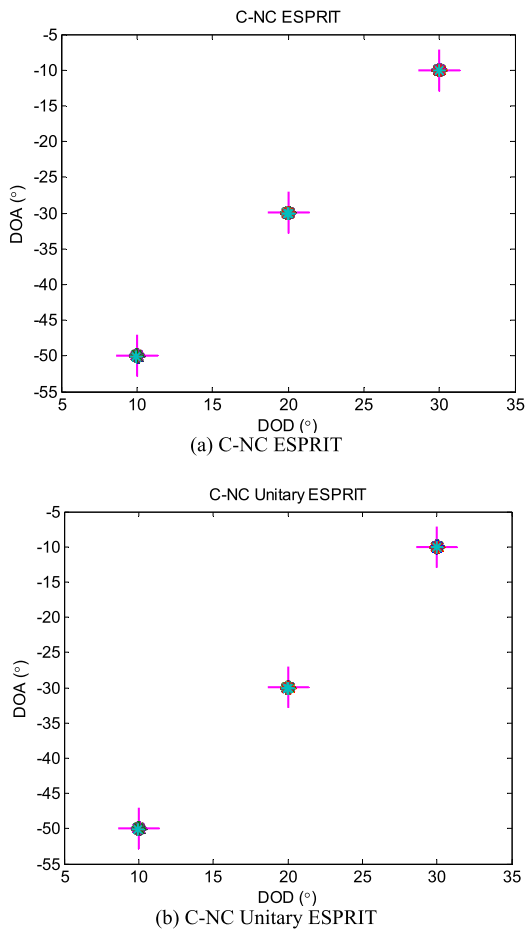 C-NC ESPRIT
-5
-10
-15
-20
-25
-30
-35
-40
-45
-50
-55
DOA (°)
5 10 15 20 25 30 35
DOD (°)
(a) C-NC ESPRIT
C-NC Unitary ESPRIT
-5
-10
-15
-20
-25
-30
-35
-40
-45
-50
-55
DOA (°)
5 10 15 20 25 30 35
DOD (°)
(b) C-NC Unitary ESPRIT